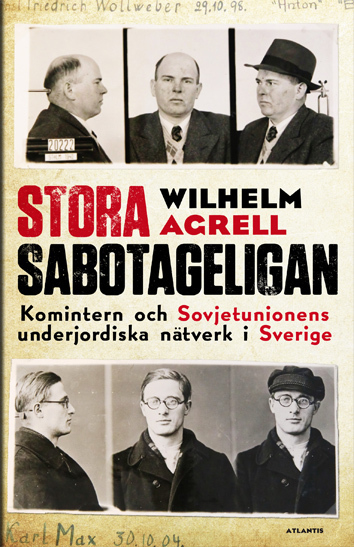 Friedrich Wollweber 29.10.98. "Anton"
20222
STORA
WILHELM
AGRELL
SABOTAGELIGAN
Komintern och Sovjetunionens
underjordiska nätverk i Sverige
Karl Max 30.10.04.
ATLANTIS